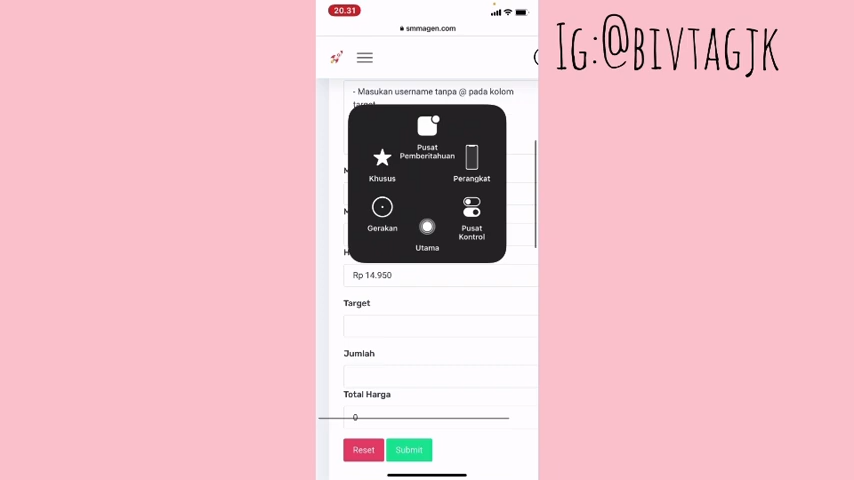 20.31
smmagen.com
IG:@BIVTAGJK
- Masukan username tanpa @ pada kolom
target
Pusat
Pemberitahuan
Khusus
Perangkat
M
Gerakan
Pusat
Kontrol
M
Utama
H
Rp 14.950
Target
Jumlah
Total Harga
0
Reset
Submit